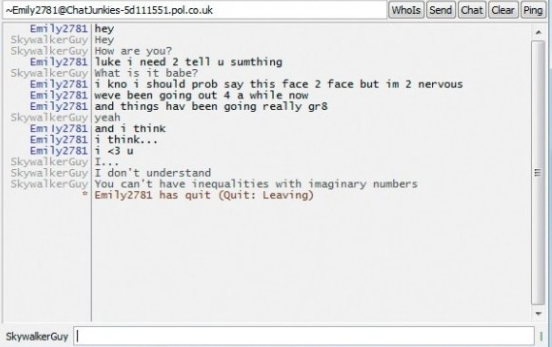 ~Emily2781@ChatJunkies-5d111551.pol.co.uk WhoIs Send Chat Clear Ping
Emily2781 hey
SkywalkerGuy Hey
SkywalkerGuy How are you?
Emily2781 luke i need 2 tell u sumthing
SkywalkerGuy What is it babe?
Emily2781 i kno i should prob say this face 2 face but im 2 nervous
Emily2781 weve been going out 4 a while now
Emily2781 and things hav been going really gr8
SkywalkerGuy yeah
Emily2781 and i think
Emily2781 i think...
Emily2781 i <3 u
SkywalkerGuy I...
SkywalkerGuy I don't understand
SkywalkerGuy You can't have inequalities with imaginary numbers
* Emily2781 has quit (Quit: Leaving)
SkywalkerGuy